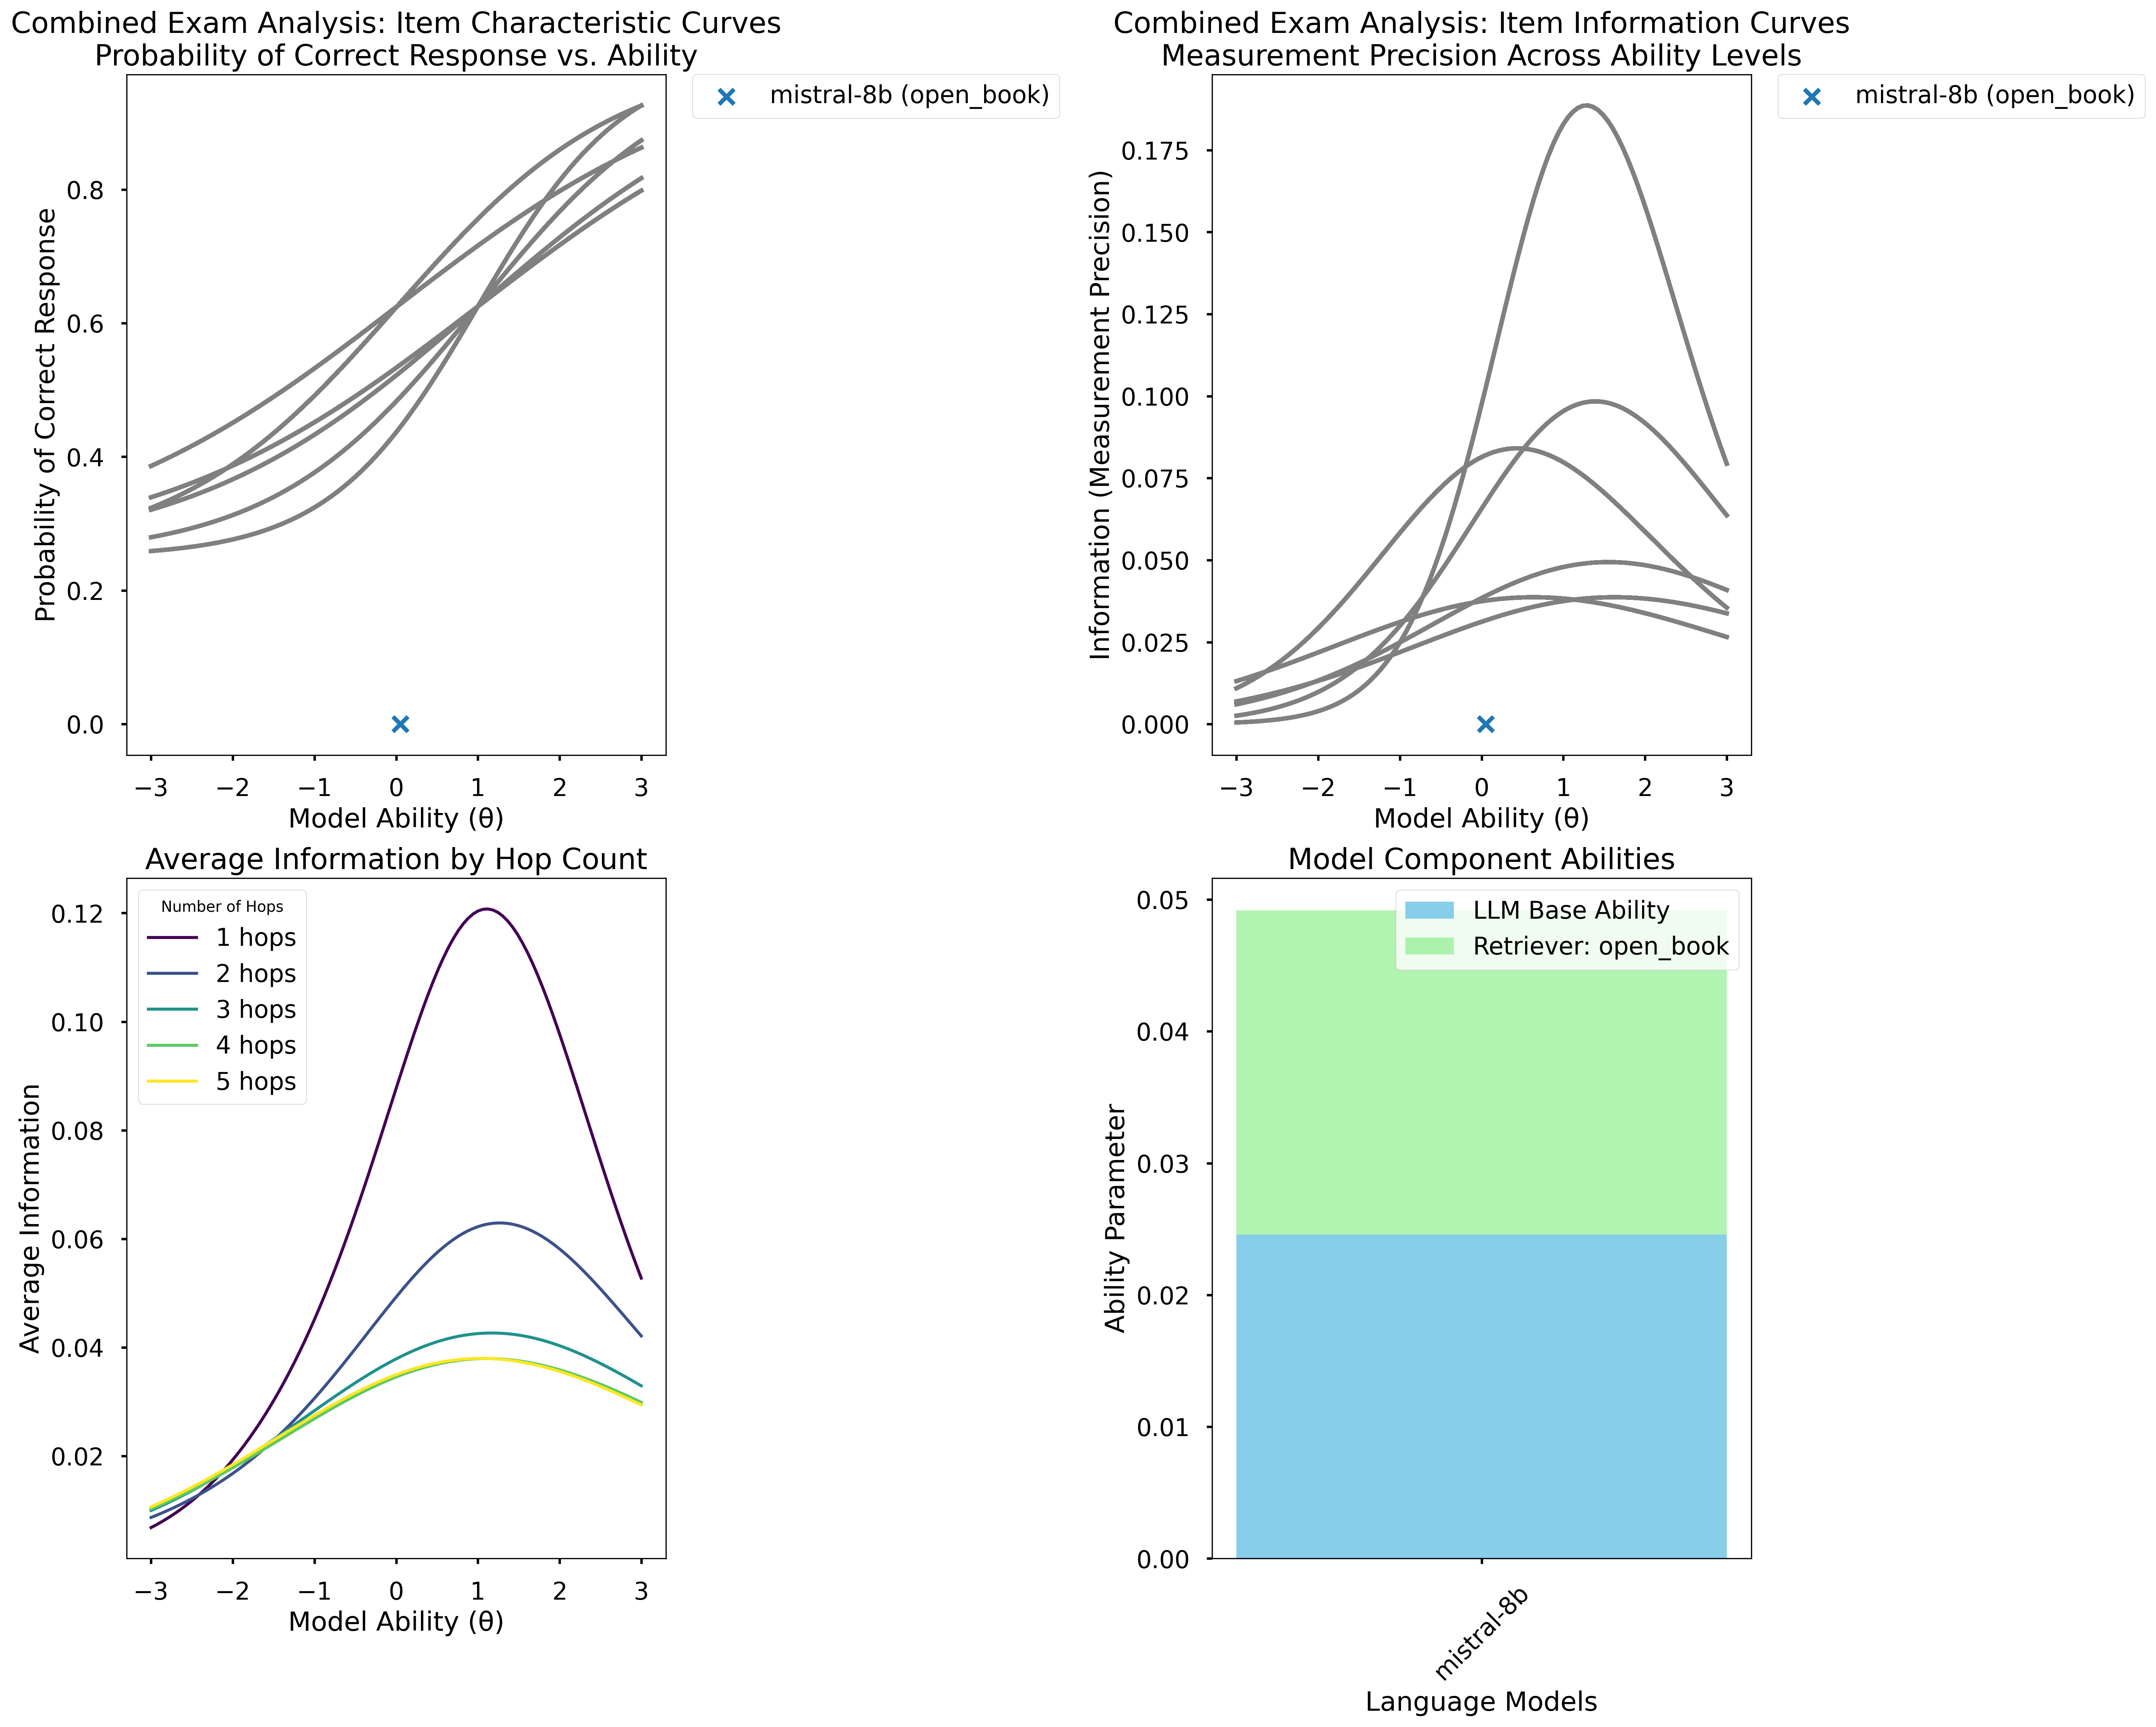 Combined Exam Analysis: Item Characteristic Curves
Probability of Correct Response vs. Ability
mistral-8b (open_book)
Probability of Correct Response
0.8
0.6
0.4
0.2
0.0
−3 −2 −1 0 1 2 3
Model Ability (θ)
Combined Exam Analysis: Item Information Curves
Measurement Precision Across Ability Levels
mistral-8b (open_book)
Information (Measurement Precision)
0.175
0.150
0.125
0.100
0.075
0.050
0.025
0.000
−3 −2 −1 0 1 2 3
Model Ability (θ)
Average Information by Hop Count
Number of Hops
1 hops
2 hops
3 hops
4 hops
5 hops
Average Information
0.12
0.10
0.08
0.06
0.04
0.02
−3 −2 −1 0 1 2 3
Model Ability (θ)
Model Component Abilities
LLM Base Ability
Retriever: open_book
Ability Parameter
0.05
0.04
0.03
0.02
0.01
0.00
mistral-8b
Language Models